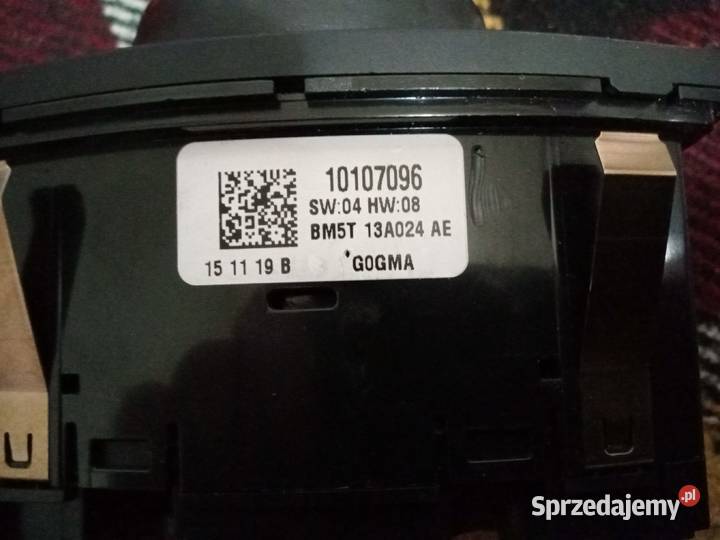 10107096
SW:04 HW:08
BM5T 13A024 AE
15 11 19 B *G0GMA
Sprzedajemy.pl